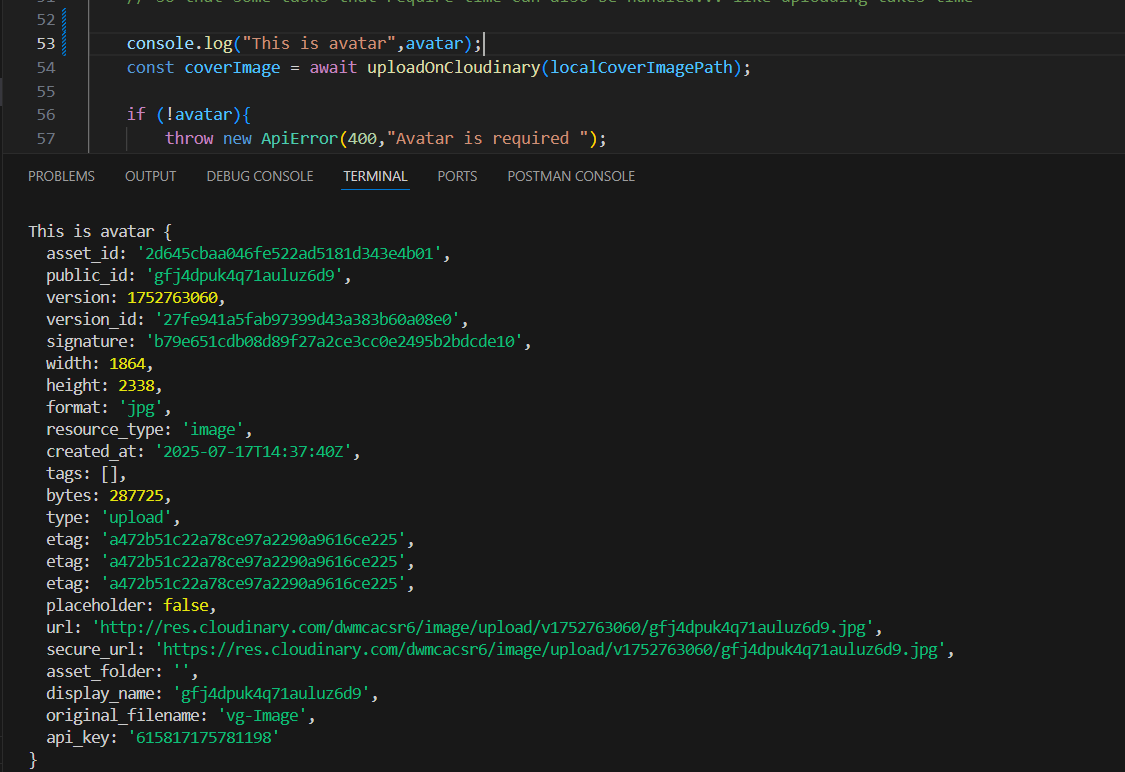 // So that some tasks that require time can also be handled... like uploading takes time
52
53 console.log("This is avatar",avatar);
54 const coverImage = await uploadOnCloudinary(localCoverImagePath);
55
56 if (!avatar){
57 throw new ApiError(400,"Avatar is required ");
PROBLEMS OUTPUT DEBUG CONSOLE TERMINAL PORTS POSTMAN CONSOLE
This is avatar {
asset_id: '2d645cbaa046fe522ad5181d343e4b01',
public_id: 'gfj4dpuk4q71auluz6d9',
version: 1752763060,
version_id: '27fe941a5fab97399d43a383b60a08e0',
signature: 'b79e651cdb08d89f27a2ce3cc0e2495b2bdcde10',
width: 1864,
height: 2338,
format: 'jpg',
resource_type: 'image',
created_at: '2025-07-17T14:37:40Z',
tags: [],
bytes: 287725,
type: 'upload',
etag: 'a472b51c22a78ce97a2290a9616ce225',
etag: 'a472b51c22a78ce97a2290a9616ce225',
etag: 'a472b51c22a78ce97a2290a9616ce225',
placeholder: false,
url: 'http://res.cloudinary.com/dwmcacsr6/image/upload/v1752763060/gfj4dpuk4q71auluz6d9.jpg',
secure_url: 'https://res.cloudinary.com/dwmcacsr6/image/upload/v1752763060/gfj4dpuk4q71auluz6d9.jpg',
asset_folder: '',
display_name: 'gfj4dpuk4q71auluz6d9',
original_filename: 'vg-Image',
api_key: '615817175781198'
}